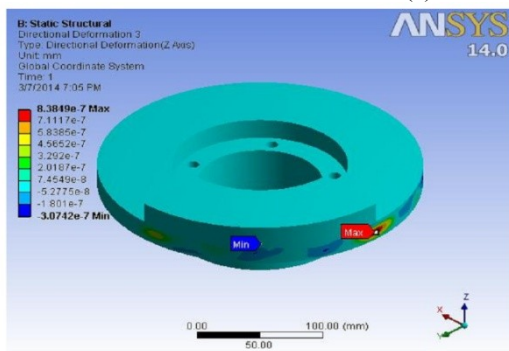 B: Static Structural
Directional Deformation 3
Type: Directional Deformation(Z Axis)
Unit: mm
Global Coordinate System
Time: 1
3/7/2014 7:05 PM
ANSYS
14.0
8.3849e-7 Max
7.1117e-7
5.8385e-7
4.5652e-7
3.292e-7
2.0187e-7
7.4549e-8
-5.2775e-8
-1.801e-7
-3.0742e-7 Min
Min
Max
0.00
100.00 (mm)
50.00
X
Y
Z